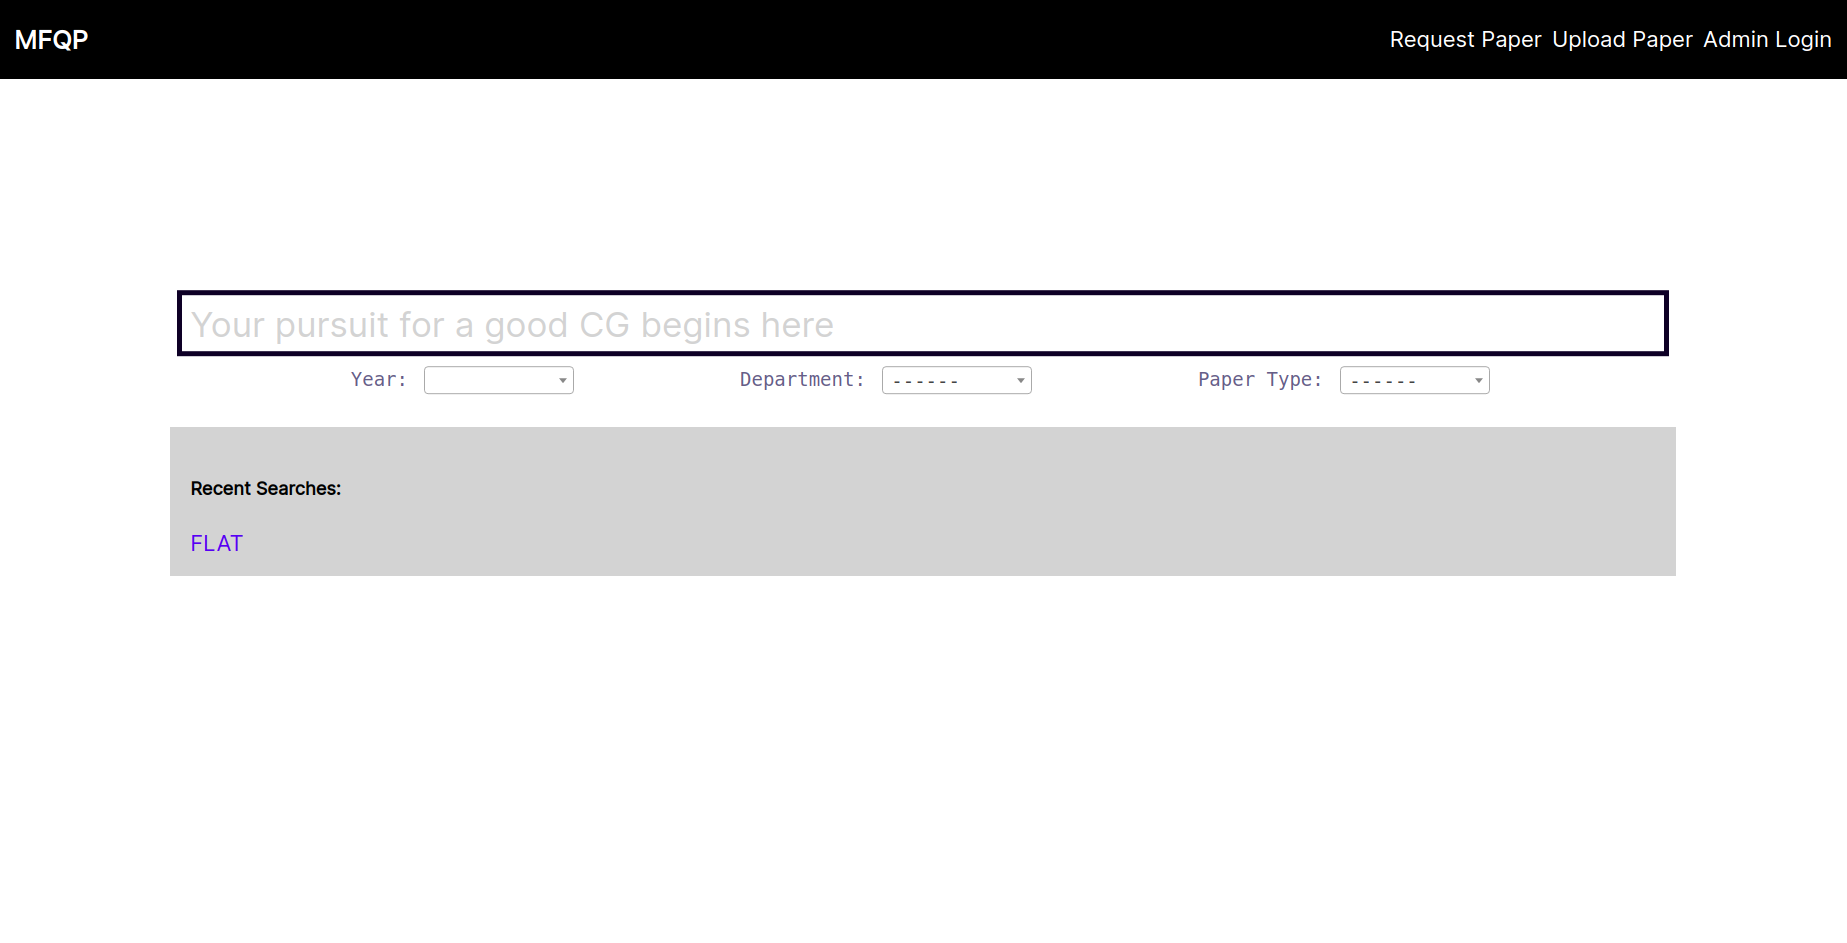 MFQP
Request Paper Upload Paper Admin Login
Your pursuit for a good CG begins here
Year: Department: ------ Paper Type: ------
Recent Searches:
FLAT